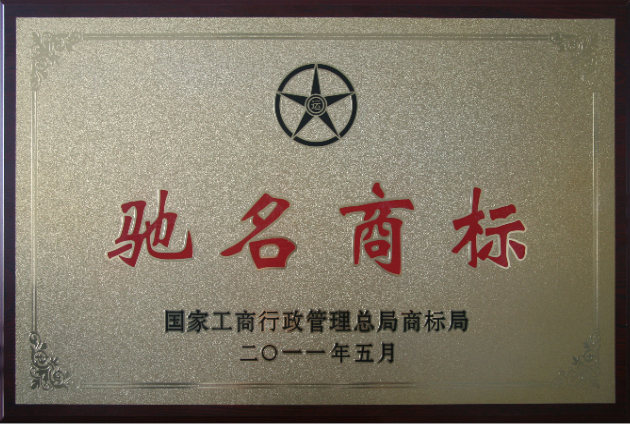 运
驰名商标
国家工商行政管理总局商标局
二〇一一年五月